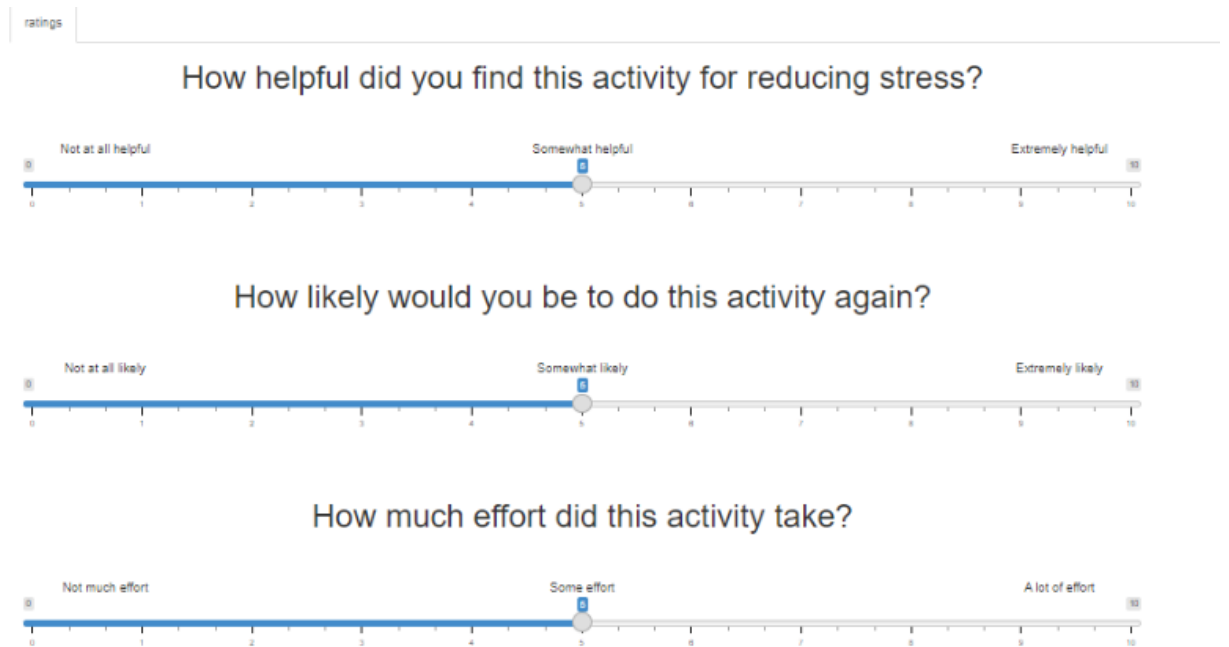 ratings
How helpful did you find this activity for reducing stress?
Not at all helpful Somewhat helpful Extremely helpful
0 5 10
0 1 2 3 4 5 6 7 8 9 10
How likely would you be to do this activity again?
Not at all likely Somewhat likely Extremely likely
0 5 10
0 1 2 3 4 5 6 7 8 9 10
How much effort did this activity take?
Not much effort Some effort A lot of effort
0 5 10
0 1 2 3 4 5 6 7 8 9 10